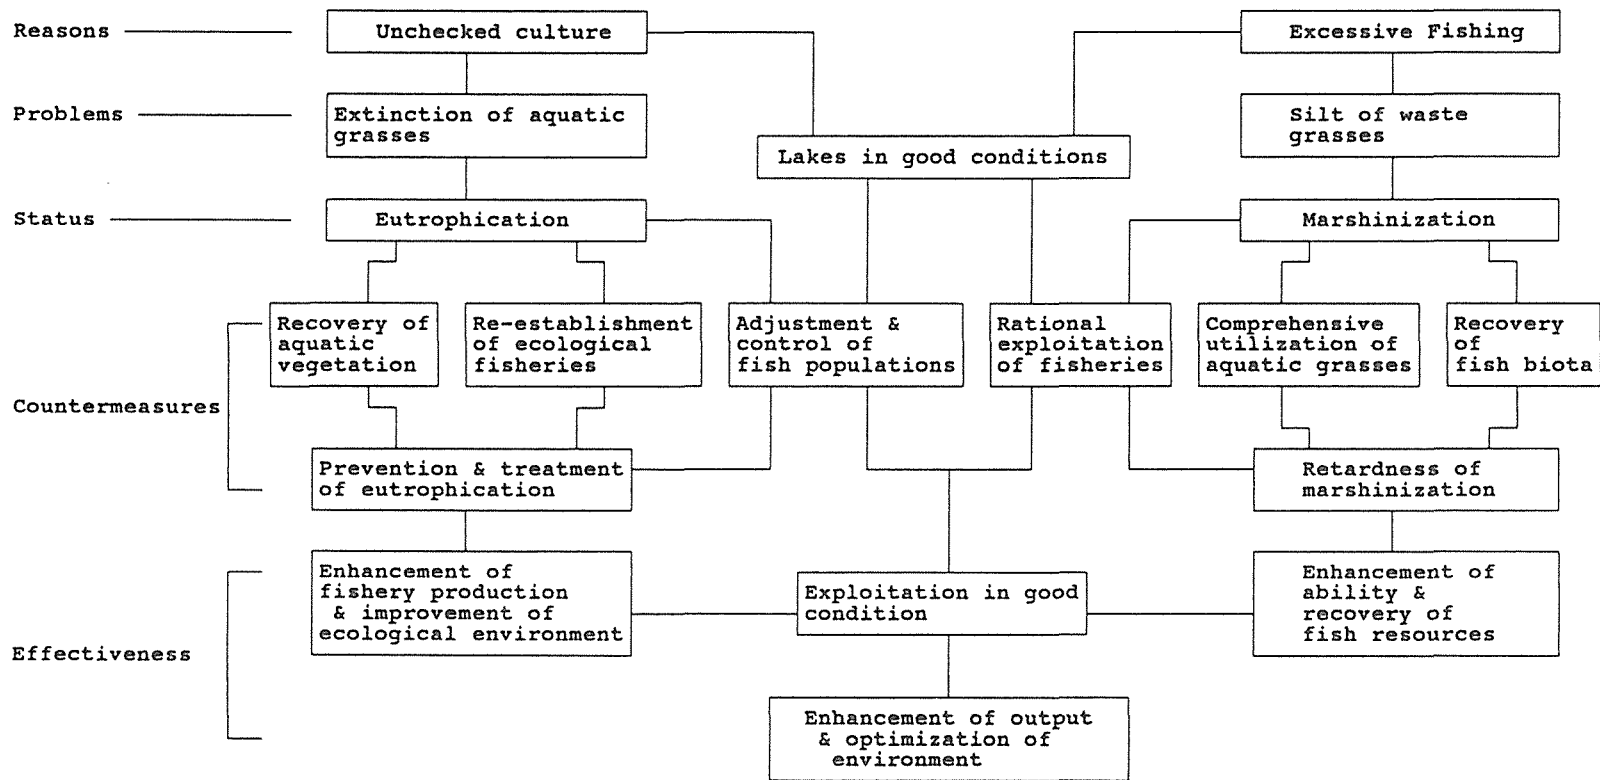 Reasons
Unchecked culture
Excessive Fishing
Problems
Extinction of aquatic
grasses
Silt of waste
grasses
Lakes in good conditions
Status
Eutrophication
Marshinization
Countermeasures
Recovery of
aquatic
vegetation
Re-establishment
of ecological
fisheries
Adjustment &
control of
fish populations
Rational
exploitation
of fisheries
Comprehensive
utilization of
aquatic grasses
Recovery
of
fish biota
Prevention & treatment
of eutrophication
Retardness of
marshinization
Effectiveness
Enhancement of
fishery production
& improvement of
ecological environment
Exploitation in good
condition
Enhancement of
ability &
recovery of
fish resources
Enhancement of output
& optimization of
environment